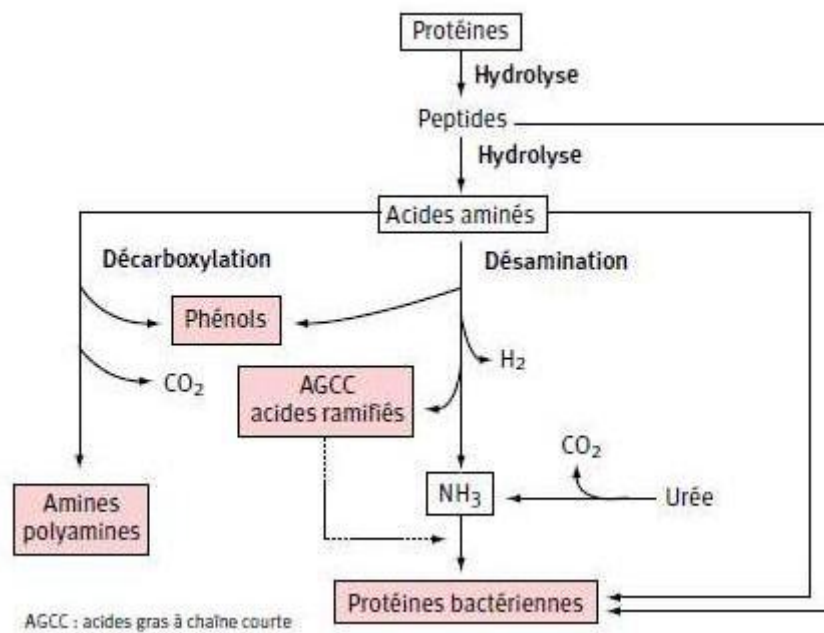 Protéines
Hydrolyse
Peptides
Hydrolyse
Acides aminés
Décarboxylation
Désamination
Phénols
H2
CO2
AGCC
acides ramifiés
CO2
NH3
Urée
Amines
polyamines
Protéines bactériennes
AGCC : acides gras à chaîne courte